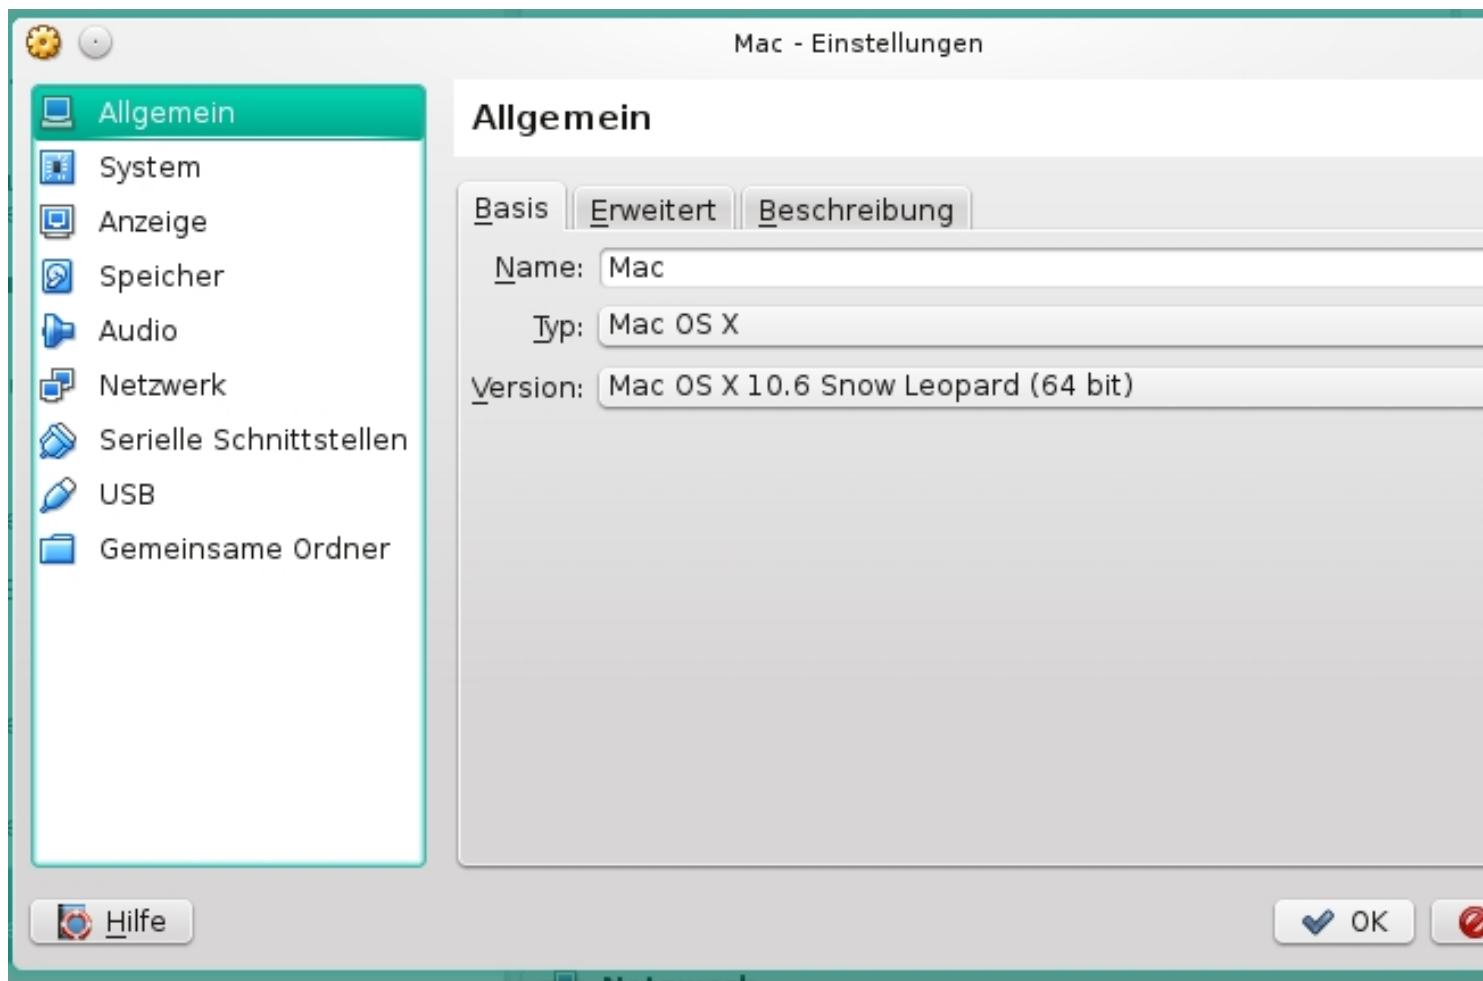 Mac - Einstellungen
Allgemein
System
Anzeige
Speicher
Audio
Netzwerk
Serielle Schnittstellen
USB
Gemeinsame Ordner
Allgemein
Basis Erweitert Beschreibung
Name: Mac
Typ: Mac OS X
Version: Mac OS X 10.6 Snow Leopard (64 bit)
Hilfe OK